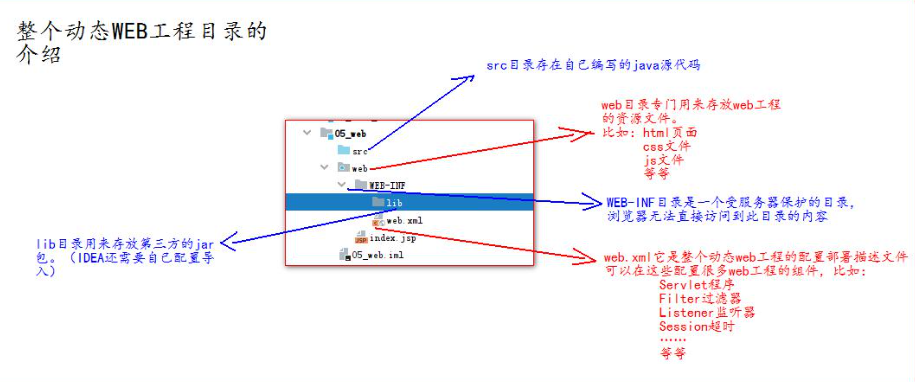 整个动态WEB工程目录的
介绍
src目录存在自己编写的java源代码
web目录专门用来存放web工程
的资源文件。
比如: html页面
css文件
js文件
等等
05_web
src
web
WEB-INF
lib
web.xml
index.jsp
05_web.iml
WEB-INF目录是一个受服务器保护的目录,
浏览器无法直接访问到此目录的内容
lib目录用来存放第三方的jar
包。（IDEA还需要自己配置导
入）
web.xml它是整个动态web工程的配置部署描述文件
可以在这些配置很多web工程的组件，比如:
Servlet程序
Filter过滤器
Listener监听器
Session超时
……
等等